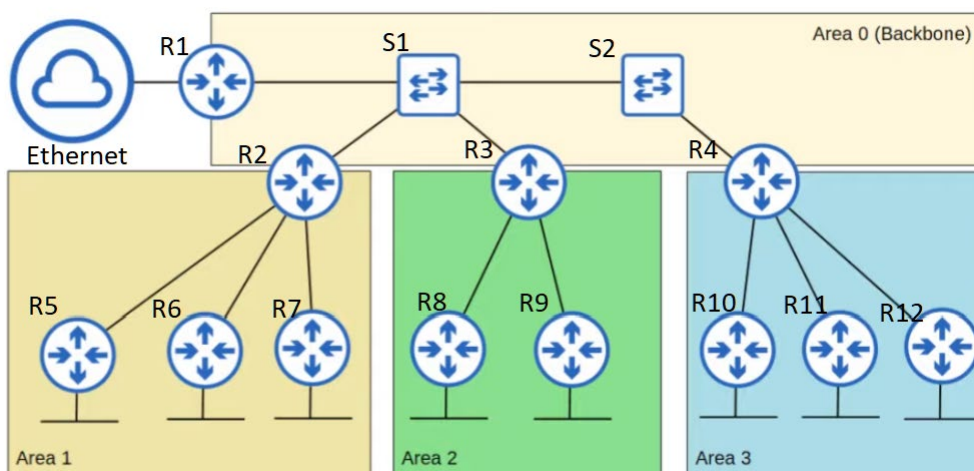 R1
S1
S2
Area 0 (Backbone)
Ethernet
R2
R3
R4
R5
R6
R7
R8
R9
R10
R11
R12
Area 1
Area 2
Area 3